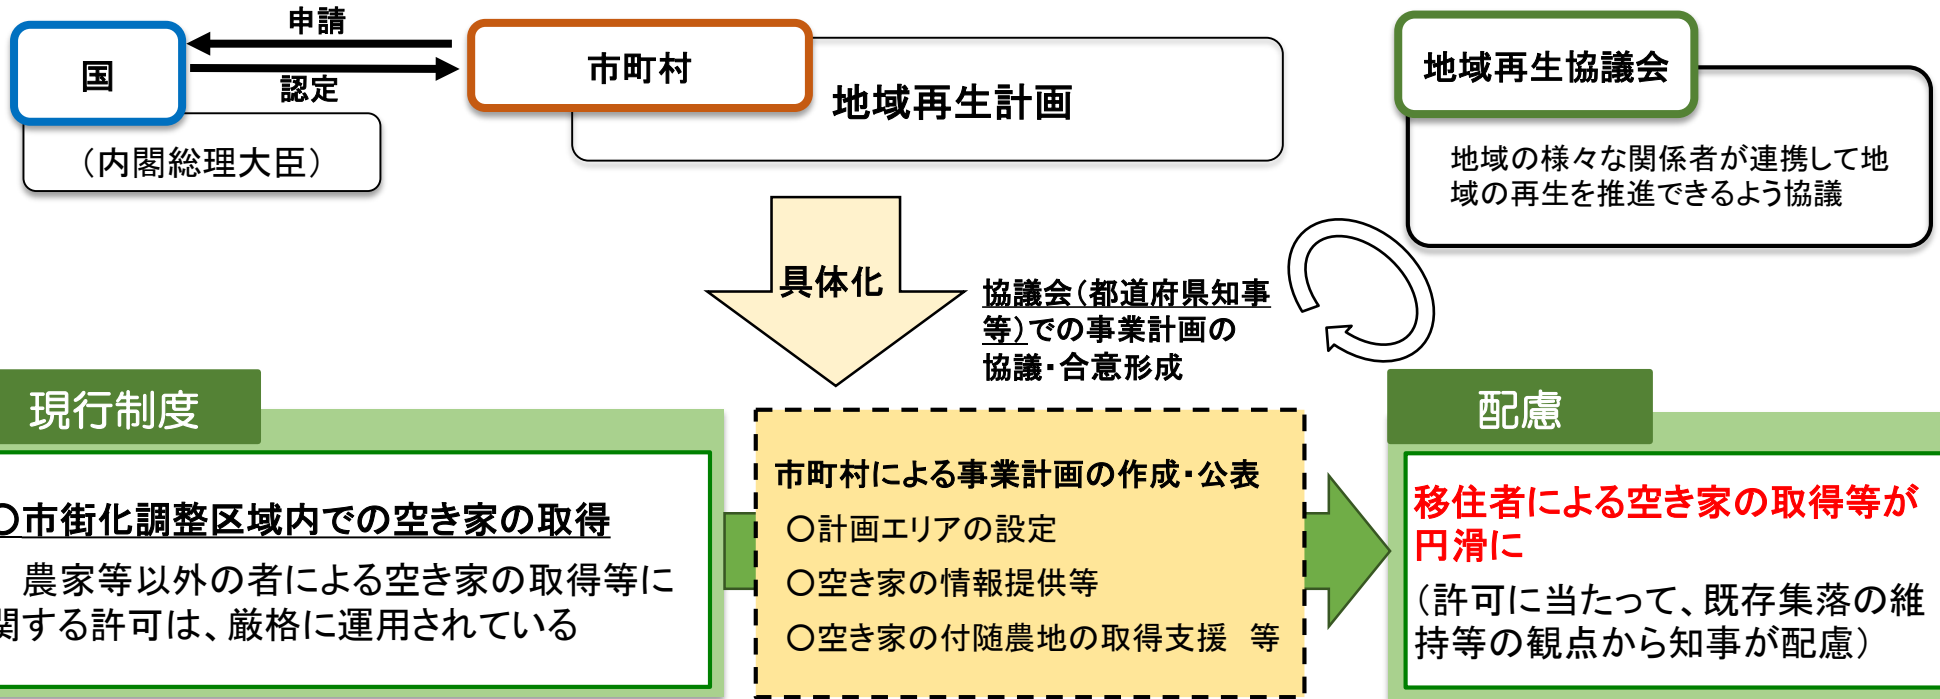 申請
国
認定
(内閣総理大臣)
市町村
地域再生計画
地域再生協議会
地域の様々な関係者が連携して地
域の再生を推進できるよう協議
具体化
協議会(都道府県知事
等)での事業計画の
協議・合意形成
現行制度
○市街化調整区域内での空き家の取得
農家等以外の者による空き家の取得等に
関する許可は、厳格に運用されている
市町村による事業計画の作成・公表
○計画エリアの設定
○空き家の情報提供等
○空き家の付随農地の取得支援 等
配慮
移住者による空き家の取得等が
円滑に
(許可に当たって、既存集落の維
持等の観点から知事が配慮)